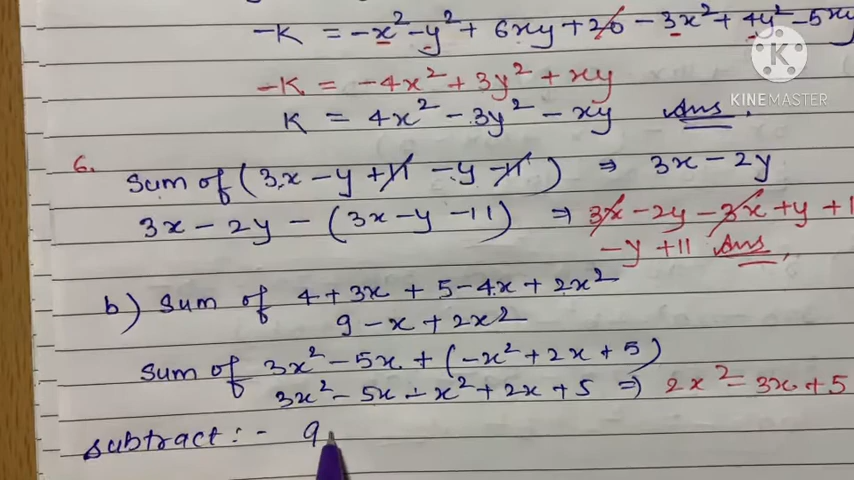 -K = -x² - y² + 6xy + 20 - 3x² + 4y² - 5xy
-K = -4x² + 3y² + xy
K = 4x² - 3y² - xy Ans.
KINEMASTER
6. Sum of (3x - y + 11 - y - 11) ⇒ 3x - 2y
3x - 2y - (3x - y - 11) ⇒ 3x - 2y - 3x + y + 1
-y + 11 Ans.
b) Sum of 4 + 3x + 5 - 4x + 2x²
9 - x + 2x2
Sum of 3x² - 5x + (-x² + 2x + 5)
3x² - 5x - x² + 2x + 5 ⇒ 2x² - 3x + 5
subtract :- 9